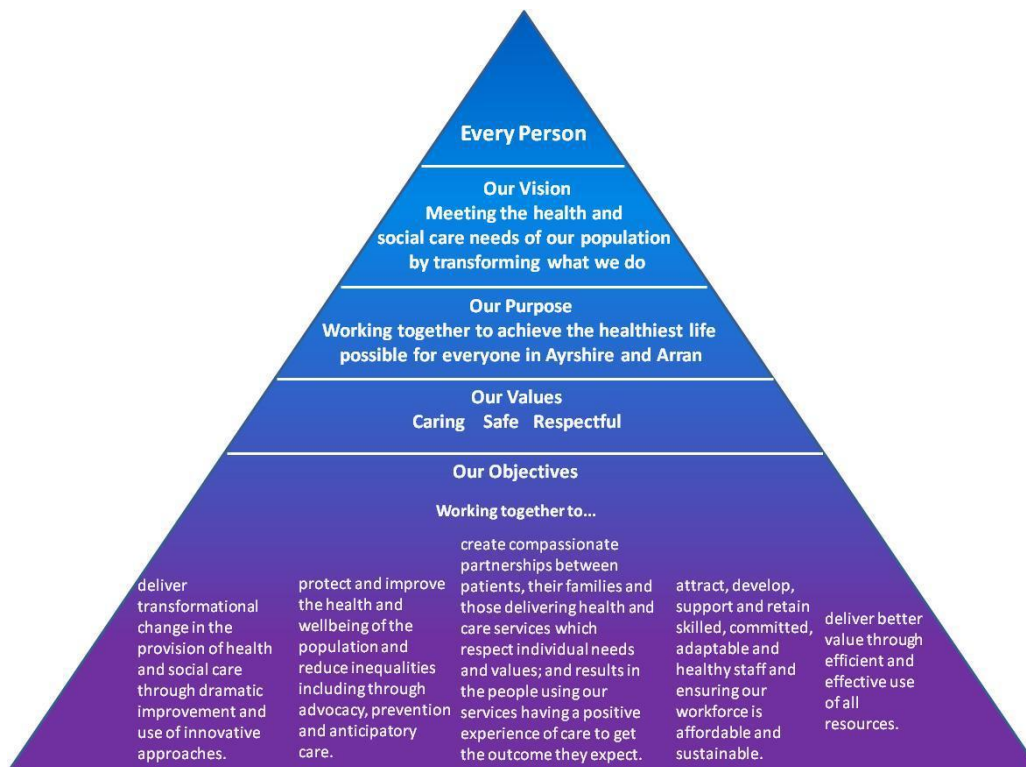 Every Person
Our Vision
Meeting the health and
social care needs of our population
by transforming what we do
Our Purpose
Working together to achieve the healthiest life
possible for everyone in Ayrshire and Arran
Our Values
Caring Safe Respectful
Our Objectives
Working together to...
deliver
transformational
change in the
provision of health
and social care
through dramatic
improvement and
use of innovative
approaches.
protect and improve
the health and
wellbeing of the
population and
reduce inequalities
including through
advocacy, prevention
and anticipatory
care.
create compassionate
partnerships between
patients, their families and
those delivering health and
care services which
respect individual needs
and values; and results in
the people using our
services having a positive
experience of care to get
the outcome they expect.
attract, develop,
support and retain
skilled, committed,
adaptable and
healthy staff and
ensuring our
workforce is
affordable and
sustainable.
deliver better
value through
efficient and
effective use
of all
resources.